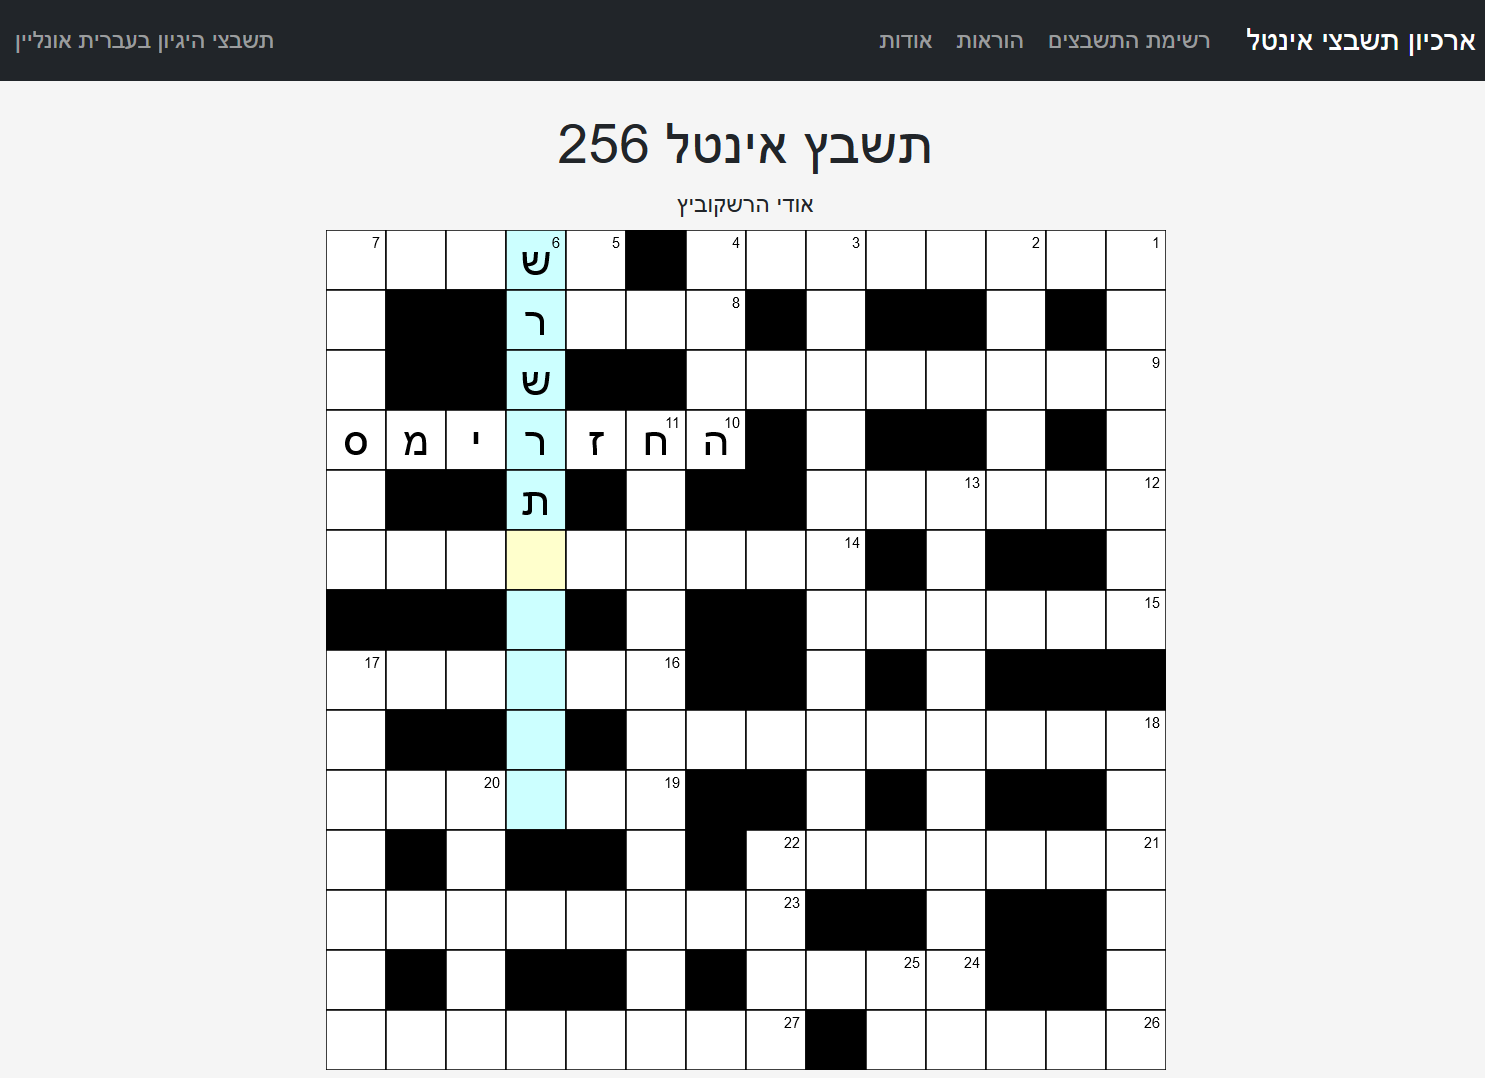 ארכיון תשבצי אינטל רשימת התשבצים הוראות אודות תשבצי היגיון בעברית אונליין
תשבץ אינטל 256
אודי הרשקוביץ
1 2 3 4 5 6 ש 7
8 ר
9 ש
10 ה 11 ח ז ר י מ ס
12 13 ת
14
15
16 17
18
19 20
21 22
23
24 25
26 27